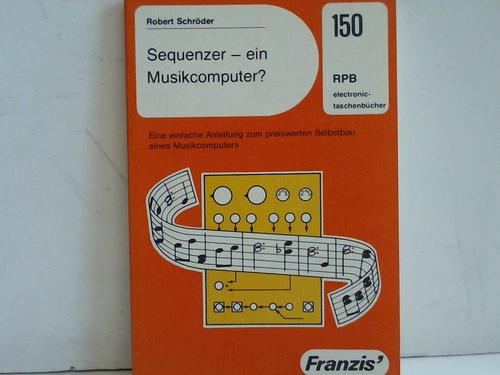 Robert Schröder
Sequenzer – ein
Musikcomputer?
150
RPB
electronic-
taschenbücher
Eine einfache Anleitung zum preiswerten Selbstbau
eines Musikcomputers
Franzis'